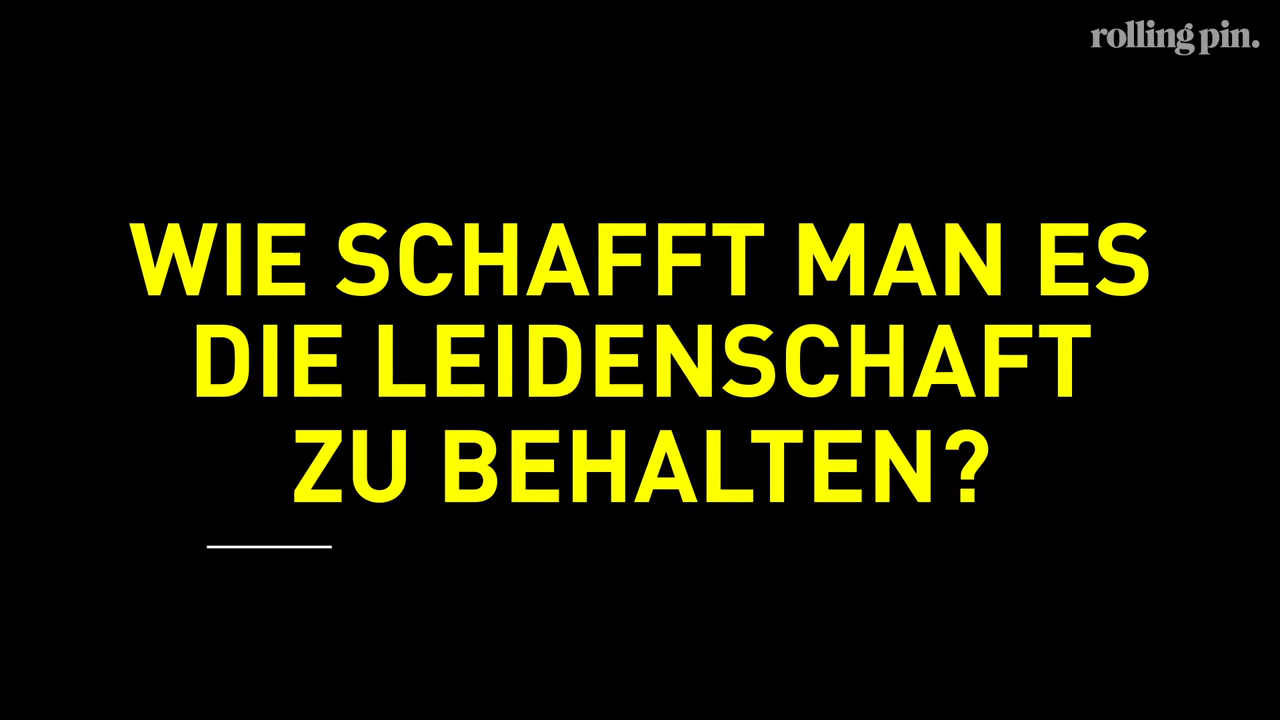 rolling pin.
WIE SCHAFFT MAN ES
DIE LEIDENSCHAFT
ZU BEHALTEN?